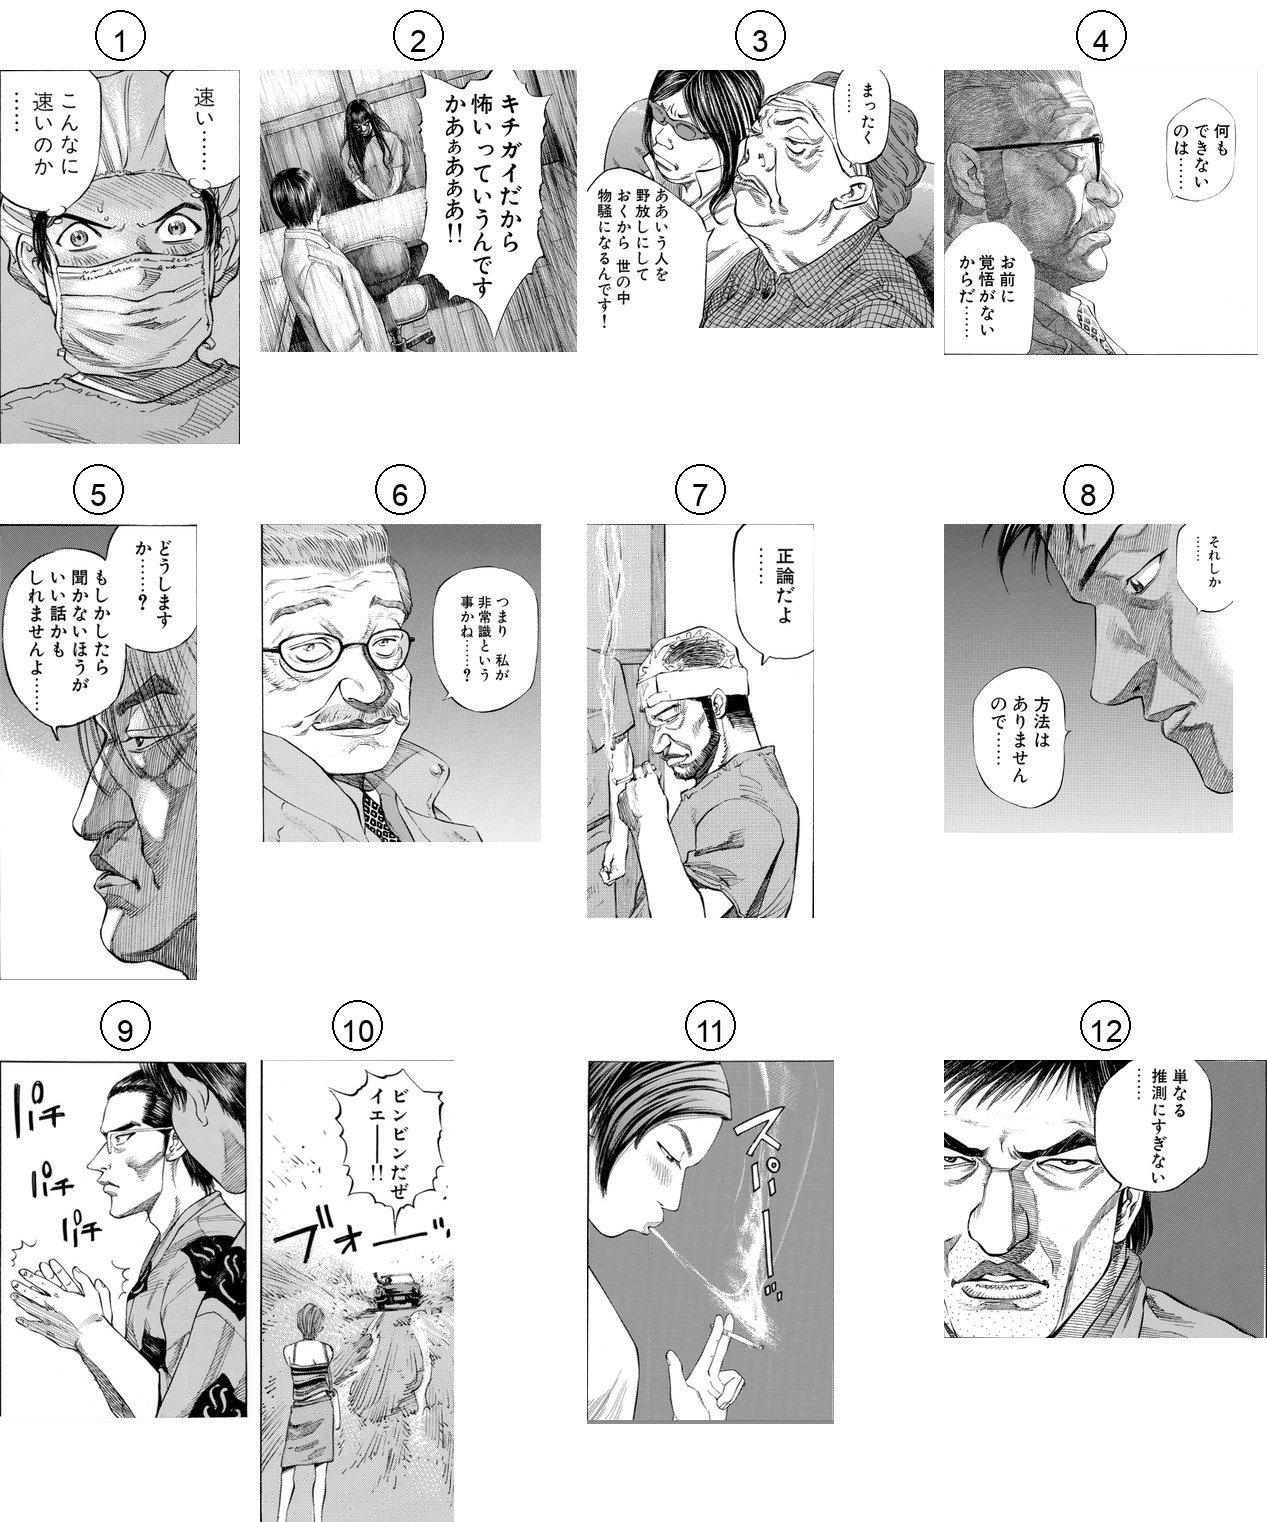 1
速い……
こんなに
速いのか
……
2
キチガイだから
怖いっていうんです
かあぁあぁあ!!
3
まったく
……
ああいう人を
野放しにして
おくから 世の中
物騒になるんです!
4
何も
できない
のは……
お前に
覚悟がない
からだ……
5
どうします
か……?
もしかしたら
聞かないほうが
いい話かも
しれませんよ……
6
つまり 私が
非常識という
事かね……?
7
正論だよ
……
8
それしか
……
方法は
ありません
ので……
9
パチ
パチ
パチ
10
ビンビンだぜ
イエ――!!
ブォーッ
11
スパ――
12
単なる
推測にすぎない
……